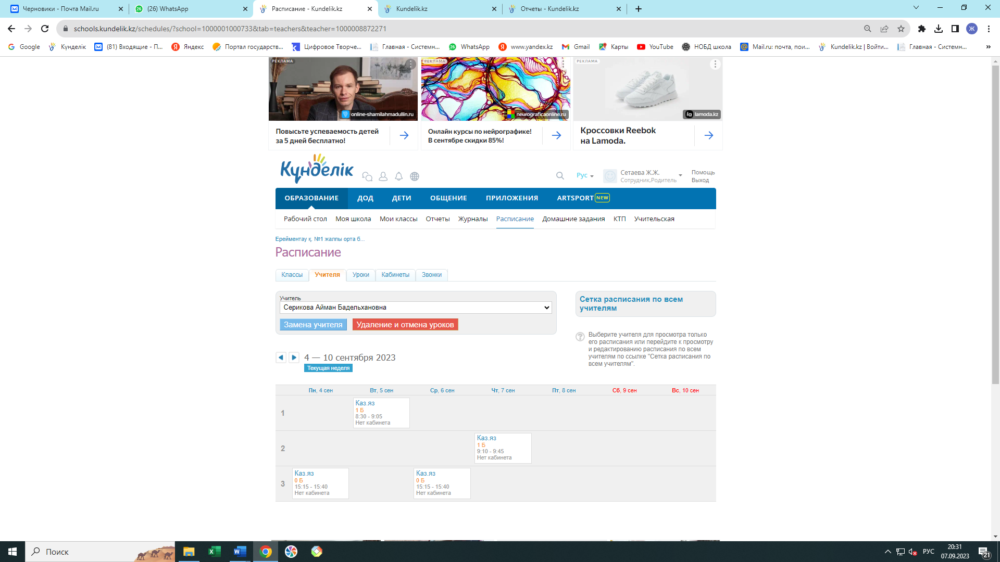 Черновики - Почта Mail.ru
(26) WhatsApp
Расписание - Kundelik.kz
Kundelik.kz
Отчеты - Kundelik.kz
schools.kundelik.kz/schedules/?school=1000001000733&tab=teachers&teacher=1000008872271
Ж
Google
Күнделік
(81) Входящие - П...
Яндекс
Портал государств...
Цифровое Творче...
Главная - Системн...
WhatsApp
www.yandex.kz
Gmail
Карты
YouTube
НОБД школа
Mail.ru: почта, пои...
Kundelik.kz | Войти...
Главная - Системн...
РЕКЛАМА
online-shamilahmadullin.ru
Повысьте успеваемость детей
за 5 дней бесплатно!
РЕКЛАМА
neurograficaonline.ru
Онлайн курсы по нейрографике!
В сентябре скидки 85%!
РЕКЛАМА
la lamoda.kz
Кроссовки Reebok
на Lamoda.
Күнделік
Рус
Сетаева Ж.Ж.
Сотрудник,Родитель
Помощь
Выход
ОБРАЗОВАНИЕ
ДОД
ДЕТИ
ОБЩЕНИЕ
ПРИЛОЖЕНИЯ
ARTSPORT NEW
Рабочий стол
Моя школа
Мои классы
Отчеты
Журналы
Расписание
Домашние задания
КТП
Учительская
Ерейментау қ. №1 жалпы орта б...
Расписание
Классы
Учителя
Уроки
Кабинеты
Звонки
Учитель
Серикова Айман Бадельхановна
Замена учителя
Удаление и отмена уроков
Сетка расписания по всем
учителям
Выберите учителя для просмотра только
его расписания или перейдите к просмотру
и редактированию расписания по всем
учителям по ссылке "Сетка расписания по
всем учителям".
4 — 10 сентября 2023
Текущая неделя
Пн, 4 сен
Вт, 5 сен
Ср, 6 сен
Чт, 7 сен
Пт, 8 сен
Сб, 9 сен
Вс, 10 сен
1
Каз.яз
1 Б
8:30 - 9:05
Нет кабинета
2
Каз.яз
1 Б
9:10 - 9:45
Нет кабинета
3
Каз.яз
0 Б
15:15 - 15:40
Нет кабинета
Каз.яз
0 Б
15:15 - 15:40
Нет кабинета
Поиск
РУС
20:31
07.09.2023
21